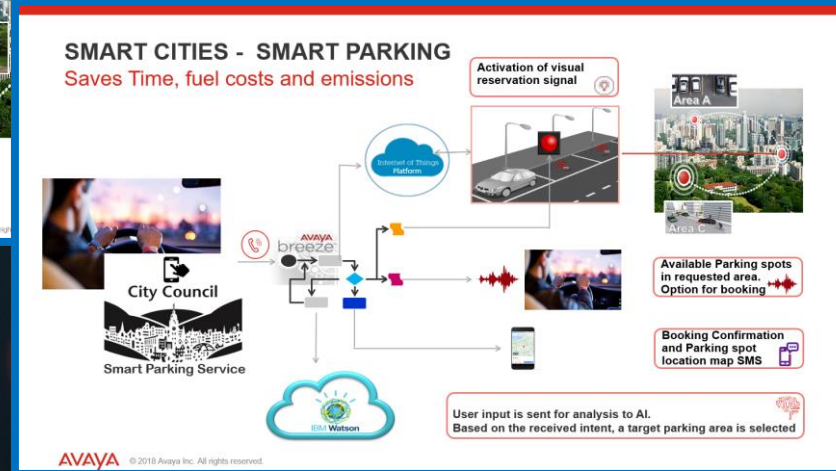 SMART CITIES - SMART PARKING
Saves Time, fuel costs and emissions
Activation of visual
reservation signal
Area A
Internet of Things
Platform
AVAYA
breeze
City Council
Smart Parking Service
Area C
Available Parking spots
in requested area.
Option for booking
Booking Confirmation
and Parking spot
location map SMS
IBM Watson
User input is sent for analysis to AI.
Based on the received intent, a target parking area is selected
AVAYA © 2018 Avaya Inc. All rights reserved.